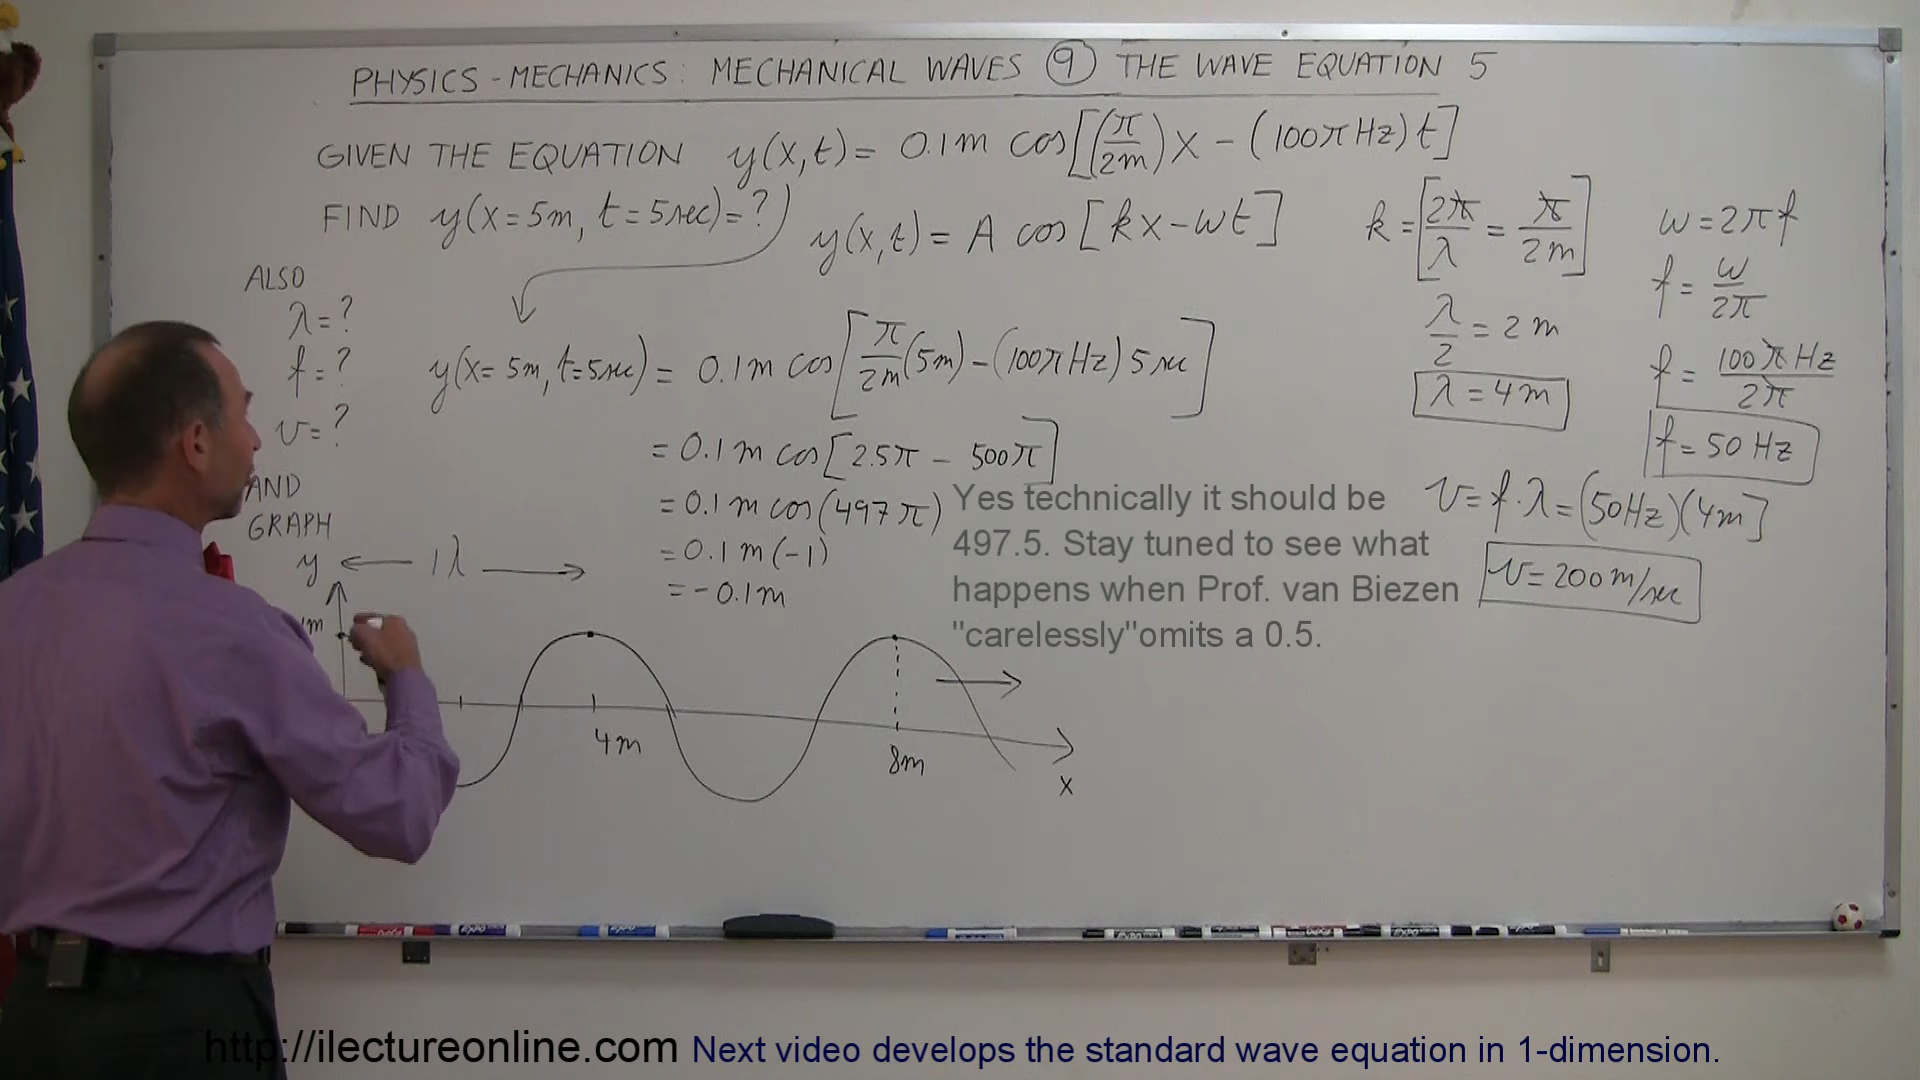 PHYSICS - MECHANICS: MECHANICAL WAVES 9 THE WAVE EQUATION 5
GIVEN THE EQUATION y(x,t) = 0.1m cos[(π/2m)x - (100π Hz)t]
FIND y(x=5m, t=5sec)=?
y(x,t) = A cos[kx-ωt]
k = [2π/λ = π/2m]
λ/2 = 2m
λ = 4m
ω = 2πf
f = ω/2π
f = 100πHz/2π
f = 50 Hz
v = f·λ = (50Hz)(4m]
v = 200m/sec
ALSO
λ=?
f=?
v=?
y(x=5m, t=5sec) = 0.1m cos[π/2m(5m)-(100πHz)5sec]
= 0.1m cos[2.5π - 500π]
= 0.1m cos(497π)
= 0.1m(-1)
= -0.1m
Yes technically it should be
497.5. Stay tuned to see what
happens when Prof. van Biezen
"carelessly"omits a 0.5.
AND
GRAPH
y
1λ
4m
8m
x
http://ilectureonline.com Next video develops the standard wave equation in 1-dimension.